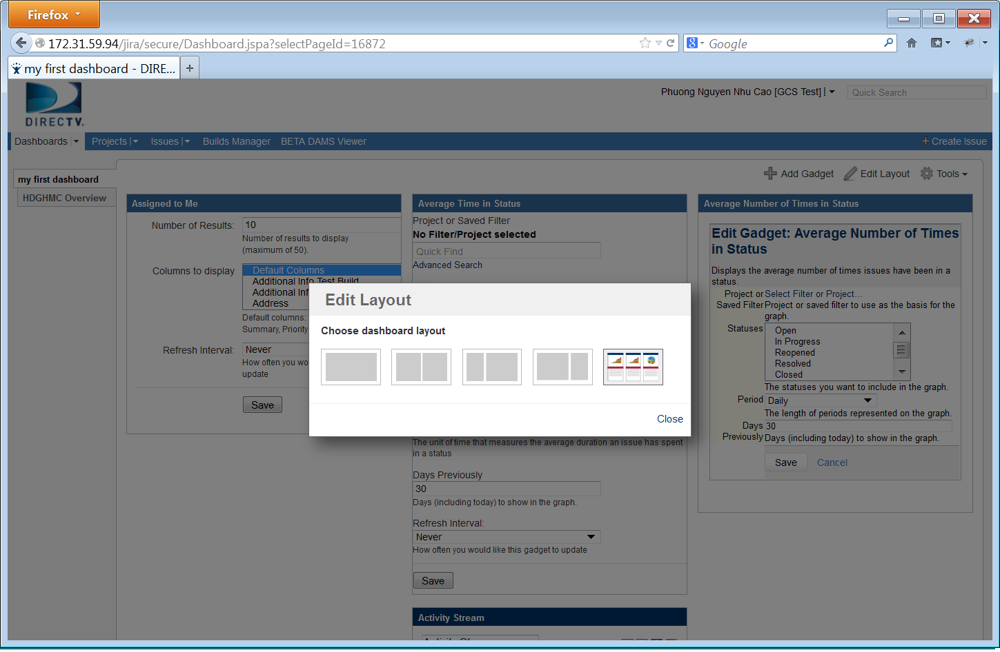 Firefox
172.31.59.94/jira/secure/Dashboard.jspa?selectPageId=16872
Google
my first dashboard - DIRE...
DIRECTV.
Phuong Nguyen Nhu Cao [GCS Test]
Quick Search
Dashboards
Projects
Issues
Builds Manager
BETA DAMS Viewer
Create Issue
my first dashboard
HDGHMC Overview
Add Gadget
Edit Layout
Tools
Assigned to Me
Number of Results:
10
Number of results to display
(maximum of 50).
Columns to display
Default Columns
Additional Info Test Build
Additional Inf
Address
Default columns:
Summary, Priority
Refresh Interval:
Never
How often you wo
update
Save
Average Time in Status
Project or Saved Filter
No Filter/Project selected
Quick Find
Advanced Search
Edit Layout
Choose dashboard layout
Close
The unit of time that measures the average duration an issue has spent
in a status
Days Previously
30
Days (including today) to show in the graph.
Refresh Interval:
Never
How often you would like this gadget to update
Save
Activity Stream
Average Number of Times in Status
Edit Gadget: Average Number of Times
in Status
Displays the average number of times issues have been in a
status.
Project or Select Filter or Project...
Saved Filter Project or saved filter to use as the basis for the
graph.
Statuses
Open
In Progress
Reopened
Resolved
Closed
The statuses you want to include in the graph.
Period
Daily
The length of periods represented on the graph.
Days
30
Previously Days (including today) to show in the graph.
Save
Cancel